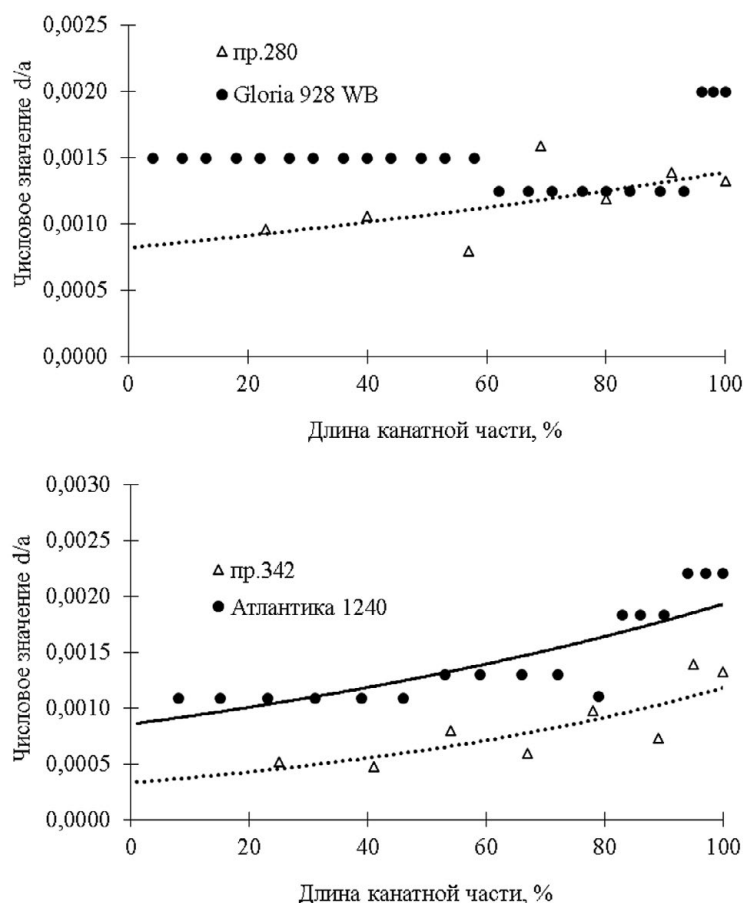 0,0025
пр.280
0,0020
Gloria 928 WB
0,0015
0,0010
0,0005
0,0000
Числовое значение d/a
0 20 40 60 80 100
Длина канатной части, %
0,0030
0,0025
пр.342
0,0020
Атлантика 1240
0,0015
0,0010
0,0005
0,0000
Числовое значение d/a
0 20 40 60 80 100
Длина канатной части, %